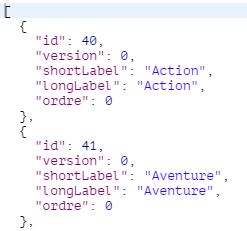 [
  {
    "id": 40,
    "version": 0,
    "shortLabel": "Action",
    "longLabel": "Action",
    "ordre": 0
  },
  {
    "id": 41,
    "version": 0,
    "shortLabel": "Aventure",
    "longLabel": "Aventure",
    "ordre": 0
  },